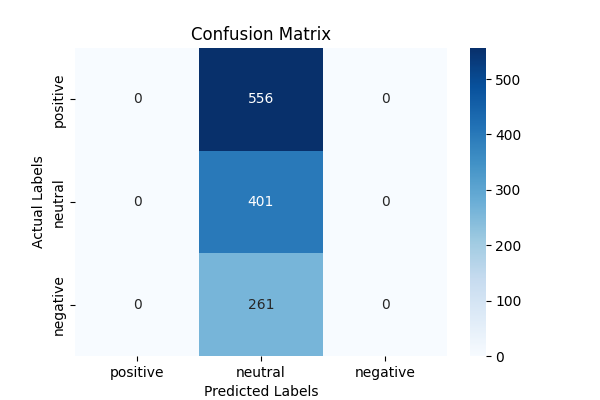 Confusion Matrix
Actual Labels
positive
0 556 0
neutral
0 401 0
negative
0 261 0
positive neutral negative
Predicted Labels
500
400
300
200
100
0